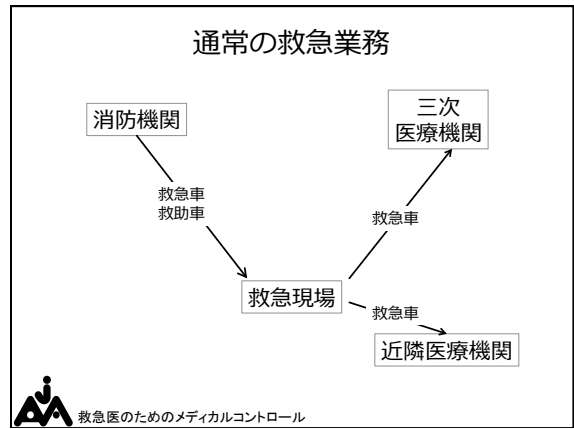 通常の救急業務
消防機関
三次
医療機関
救急車
救助車
救急車
救急現場
救急車
近隣医療機関
救急医のためのメディカルコントロール